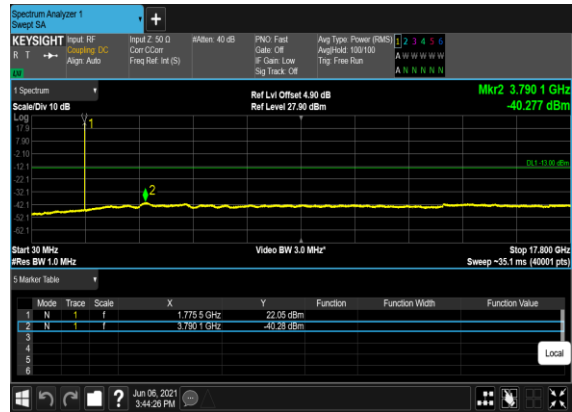 Spectrum Analyzer 1
Swept SA
+
KEYSIGHT Input: RF Input Z: 50 Ω #Atten: 40 dB PNO: Fast Avg Type: Power (RMS) 1 2 3 4 5 6
R T Coupling: DC Corr CCorr Gate: Off Avg|Hold: 100/100 A W W W W W
Align: Auto Freq Ref: Int (S) IF Gain: Low Trig: Free Run
Sig Track: Off A N N N N N
1 Spectrum Ref Lvl Offset 4.90 dB Mkr2 3.790 1 GHz
Scale/Div 10 dB Ref Level 27.90 dBm -40.277 dBm
Log
17.9
7.90
-2.10
-12.1
-22.1
-32.1
-42.1
-52.1
-62.1
1
2
DL1 -13.00 dBm
Start 30 MHz Video BW 3.0 MHz* Stop 17.800 GHz
#Res BW 1.0 MHz Sweep ~35.1 ms (40001 pts)
5 Marker Table
Mode Trace Scale X Y Function Function Width Function Value
1 N 1 f 1.775 5 GHz 22.05 dBm
2 N 1 f 3.790 1 GHz -40.28 dBm
3
4
5
6
Local
? Jun 06, 2021
3:44:26 PM